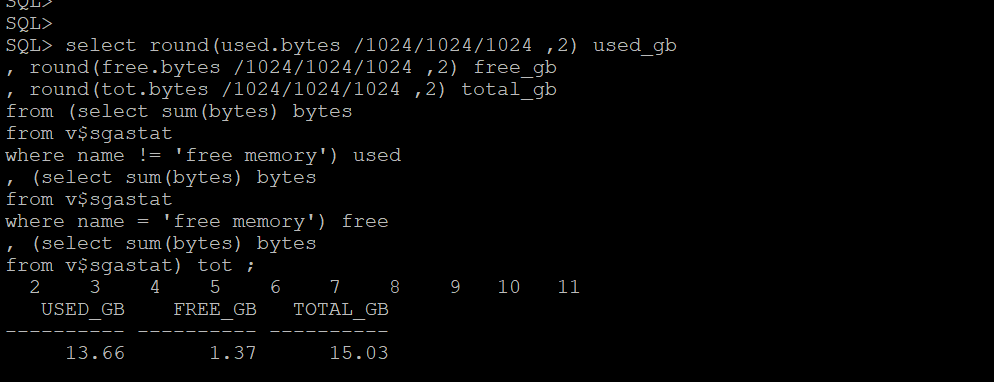 SQL>
SQL>
SQL> select round(used.bytes /1024/1024/1024 ,2) used_gb
, round(free.bytes /1024/1024/1024 ,2) free_gb
, round(tot.bytes /1024/1024/1024 ,2) total_gb
from (select sum(bytes) bytes
from v$sgastat
where name != 'free memory') used
, (select sum(bytes) bytes
from v$sgastat
where name = 'free memory') free
, (select sum(bytes) bytes
from v$sgastat) tot ;
  2    3    4    5    6    7    8    9   10   11
   USED_GB    FREE_GB   TOTAL_GB
---------- ---------- ----------
     13.66       1.37      15.03